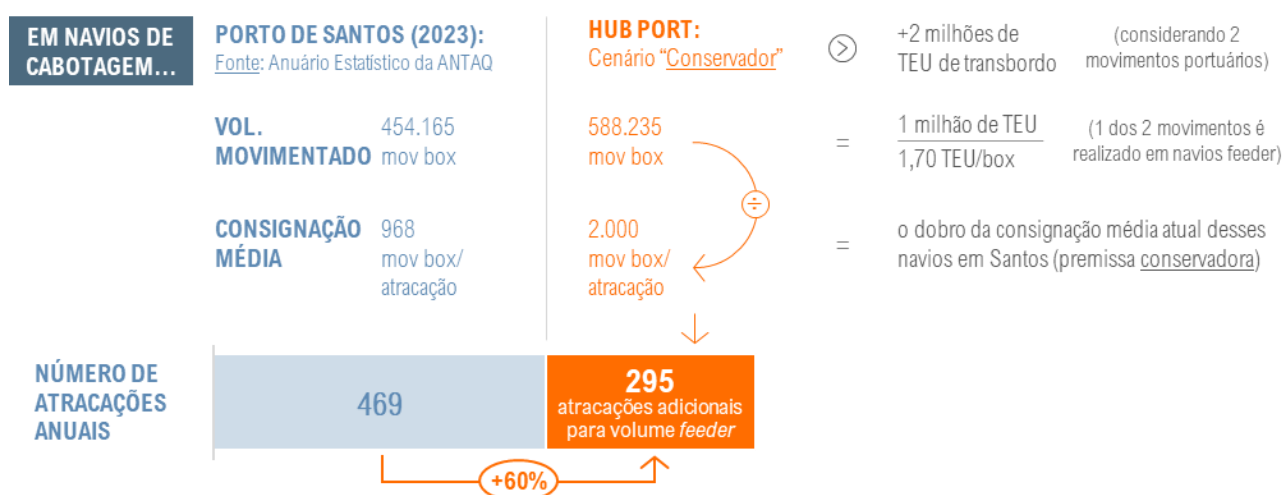 EM NAVIOS DE
CABOTAGEM...
PORTO DE SANTOS (2023):
Fonte: Anuário Estatístico da ANTAQ
HUB PORT:
Cenário "Conservador"
>
+2 milhões de
TEU de transbordo
(considerando 2
movimentos portuários)
VOL.
MOVIMENTADO
454.165
mov box
588.235
mov box
=
1 milhão de TEU
1,70 TEU/box
(1 dos 2 movimentos é
realizado em navios feeder)
÷
CONSIGNAÇÃO
MÉDIA
968
mov box/
atracação
2.000
mov box/
atracação
=
o dobro da consignação média atual desses
navios em Santos (premissa conservadora)
NÚMERO DE
ATRACAÇÕES
ANUAIS
469
295
atracações adicionais
para volume feeder
+60%